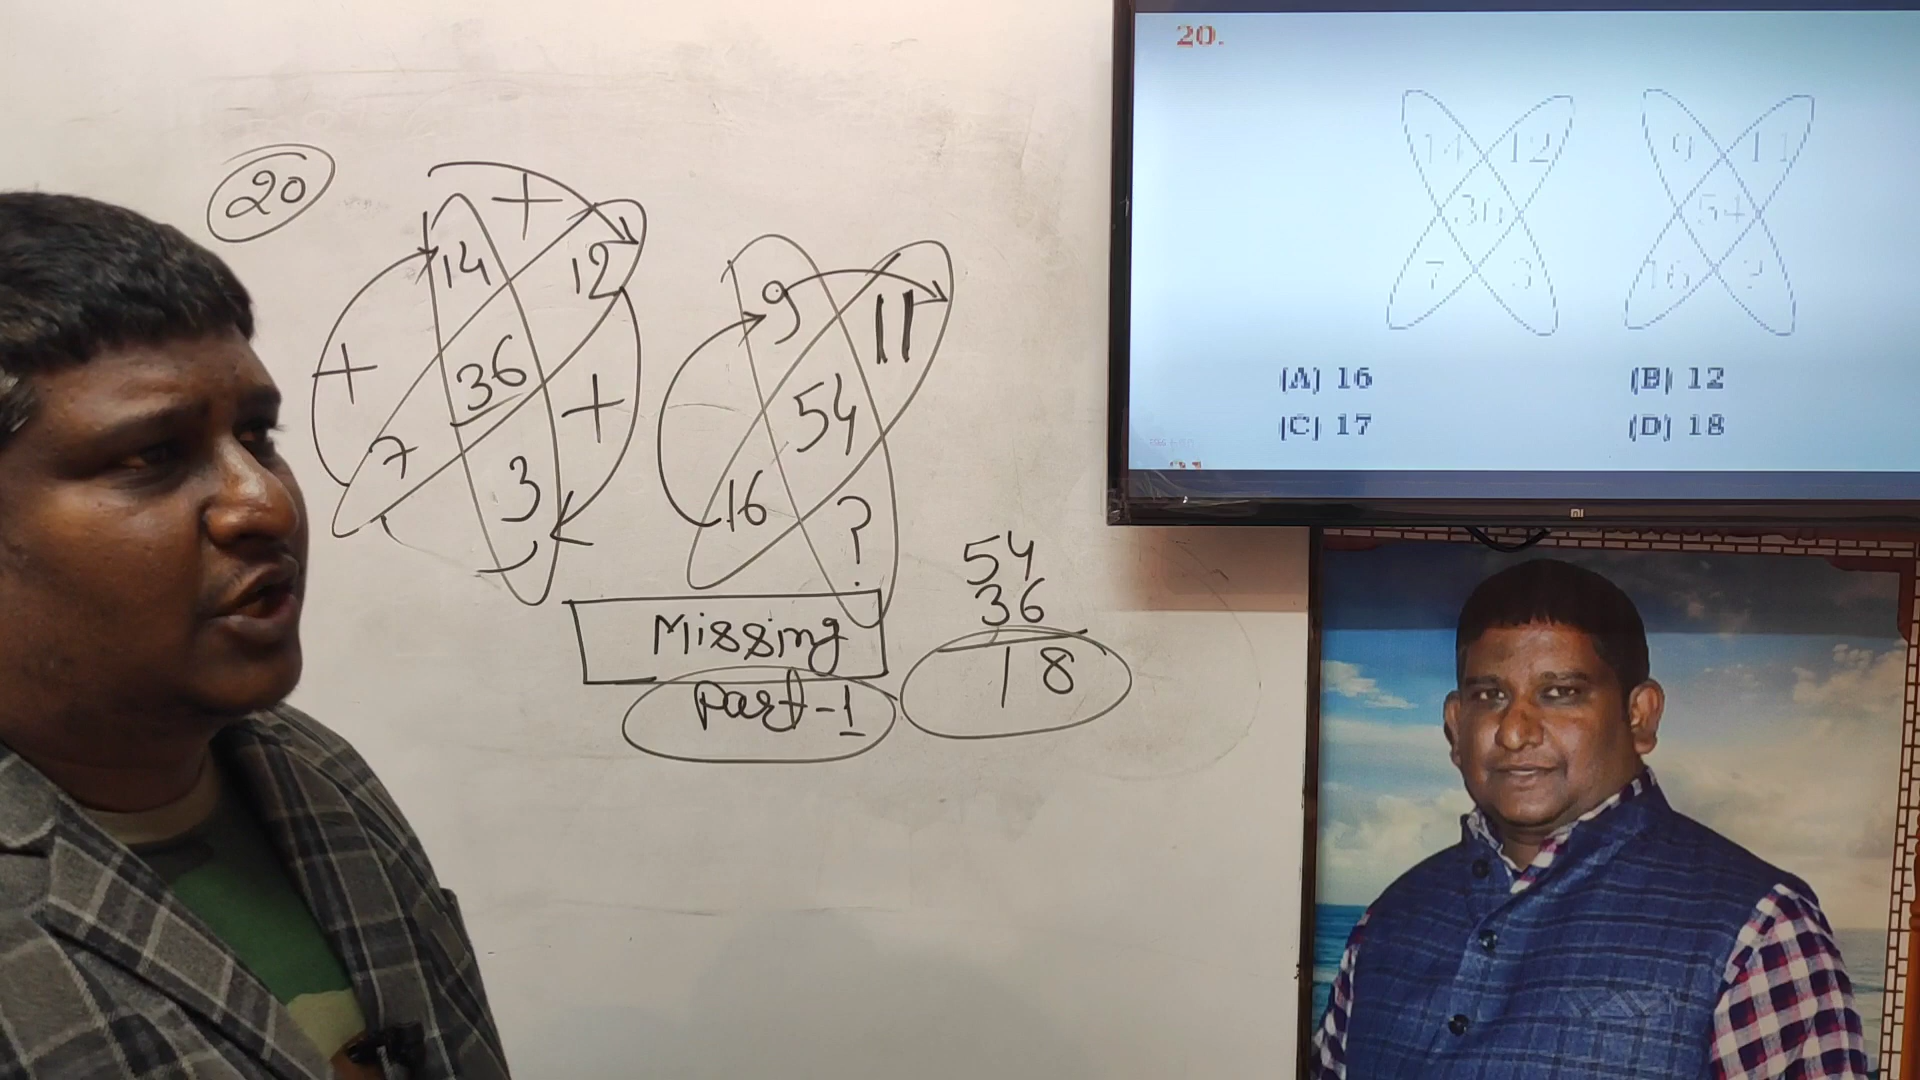 20
14 + 12
+ 36 +
7 3
9 11
54
16 ?
Missing
Part-1
54
36
18
20.
14 12 9 11
36 54
7 3 16 ?
(A) 16 (B) 12
(C) 17 (D) 18
mi